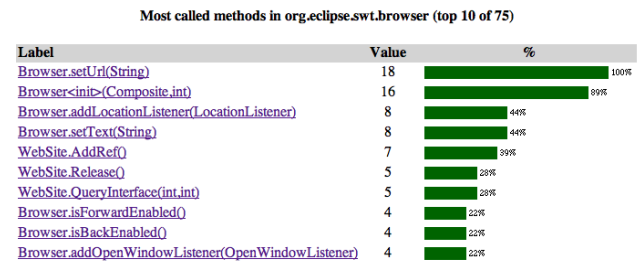 Most called methods in org.eclipse.swt.browser (top 10 of 75)
Label Value %
Browser.setUrl(String) 18 100%
Browser<init>(Composite,int) 16 89%
Browser.addLocationListener(LocationListener) 8 44%
Browser.setText(String) 8 44%
WebSite.AddRef() 7 39%
WebSite.Release() 5 28%
WebSite.QueryInterface(int,int) 5 28%
Browser.isForwardEnabled() 4 22%
Browser.isBackEnabled() 4 22%
Browser.addOpenWindowListener(OpenWindowListener) 4 22%